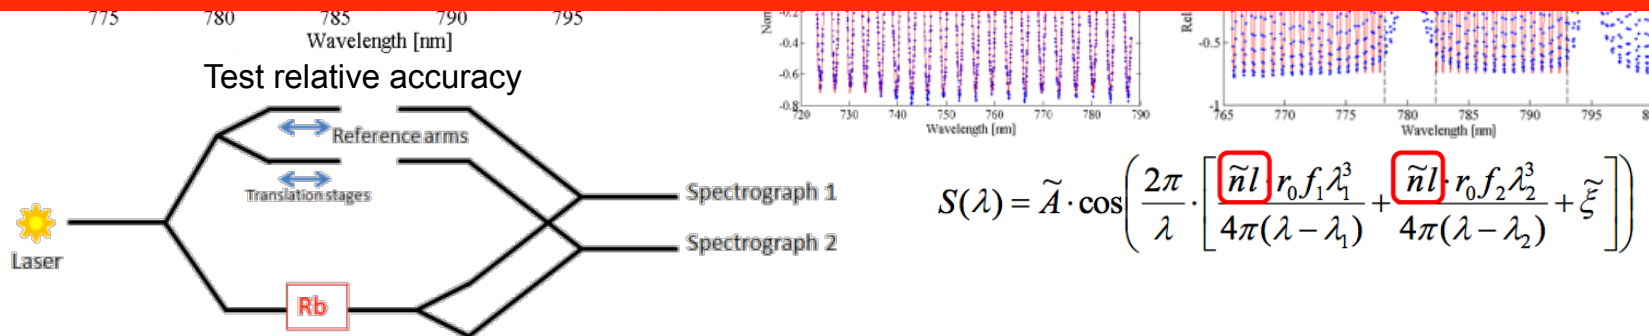 775 780 785 790 795
Wavelength [nm]
Test relative accuracy
Reference arms
Translation stages
Laser
Rb
Spectrograph 1
Spectrograph 2
-0.4
-0.6
-0.8
720 730 740 750 760 770 780 790
Wavelength [nm]
-0.5
-1
765 770 775 780 785 790 795
Wavelength [nm]
S(λ) = Ã · cos( 2π/λ · [ ñl · r₀f₁λ₁³ / 4π(λ − λ₁) + ñl · r₀f₂λ₂³ / 4π(λ − λ₂) + ξ̃ ] )